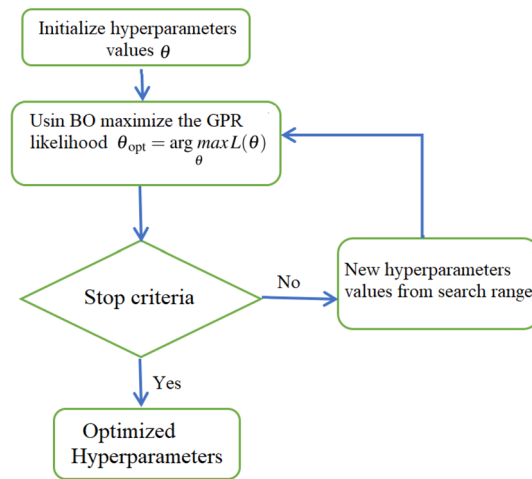 Initialize hyperparameters
values θ
Usin BO maximize the GPR
likelihood θopt = arg max L(θ)
θ
Stop criteria
No
New hyperparameters
values from search range
Yes
Optimized
Hyperparameters